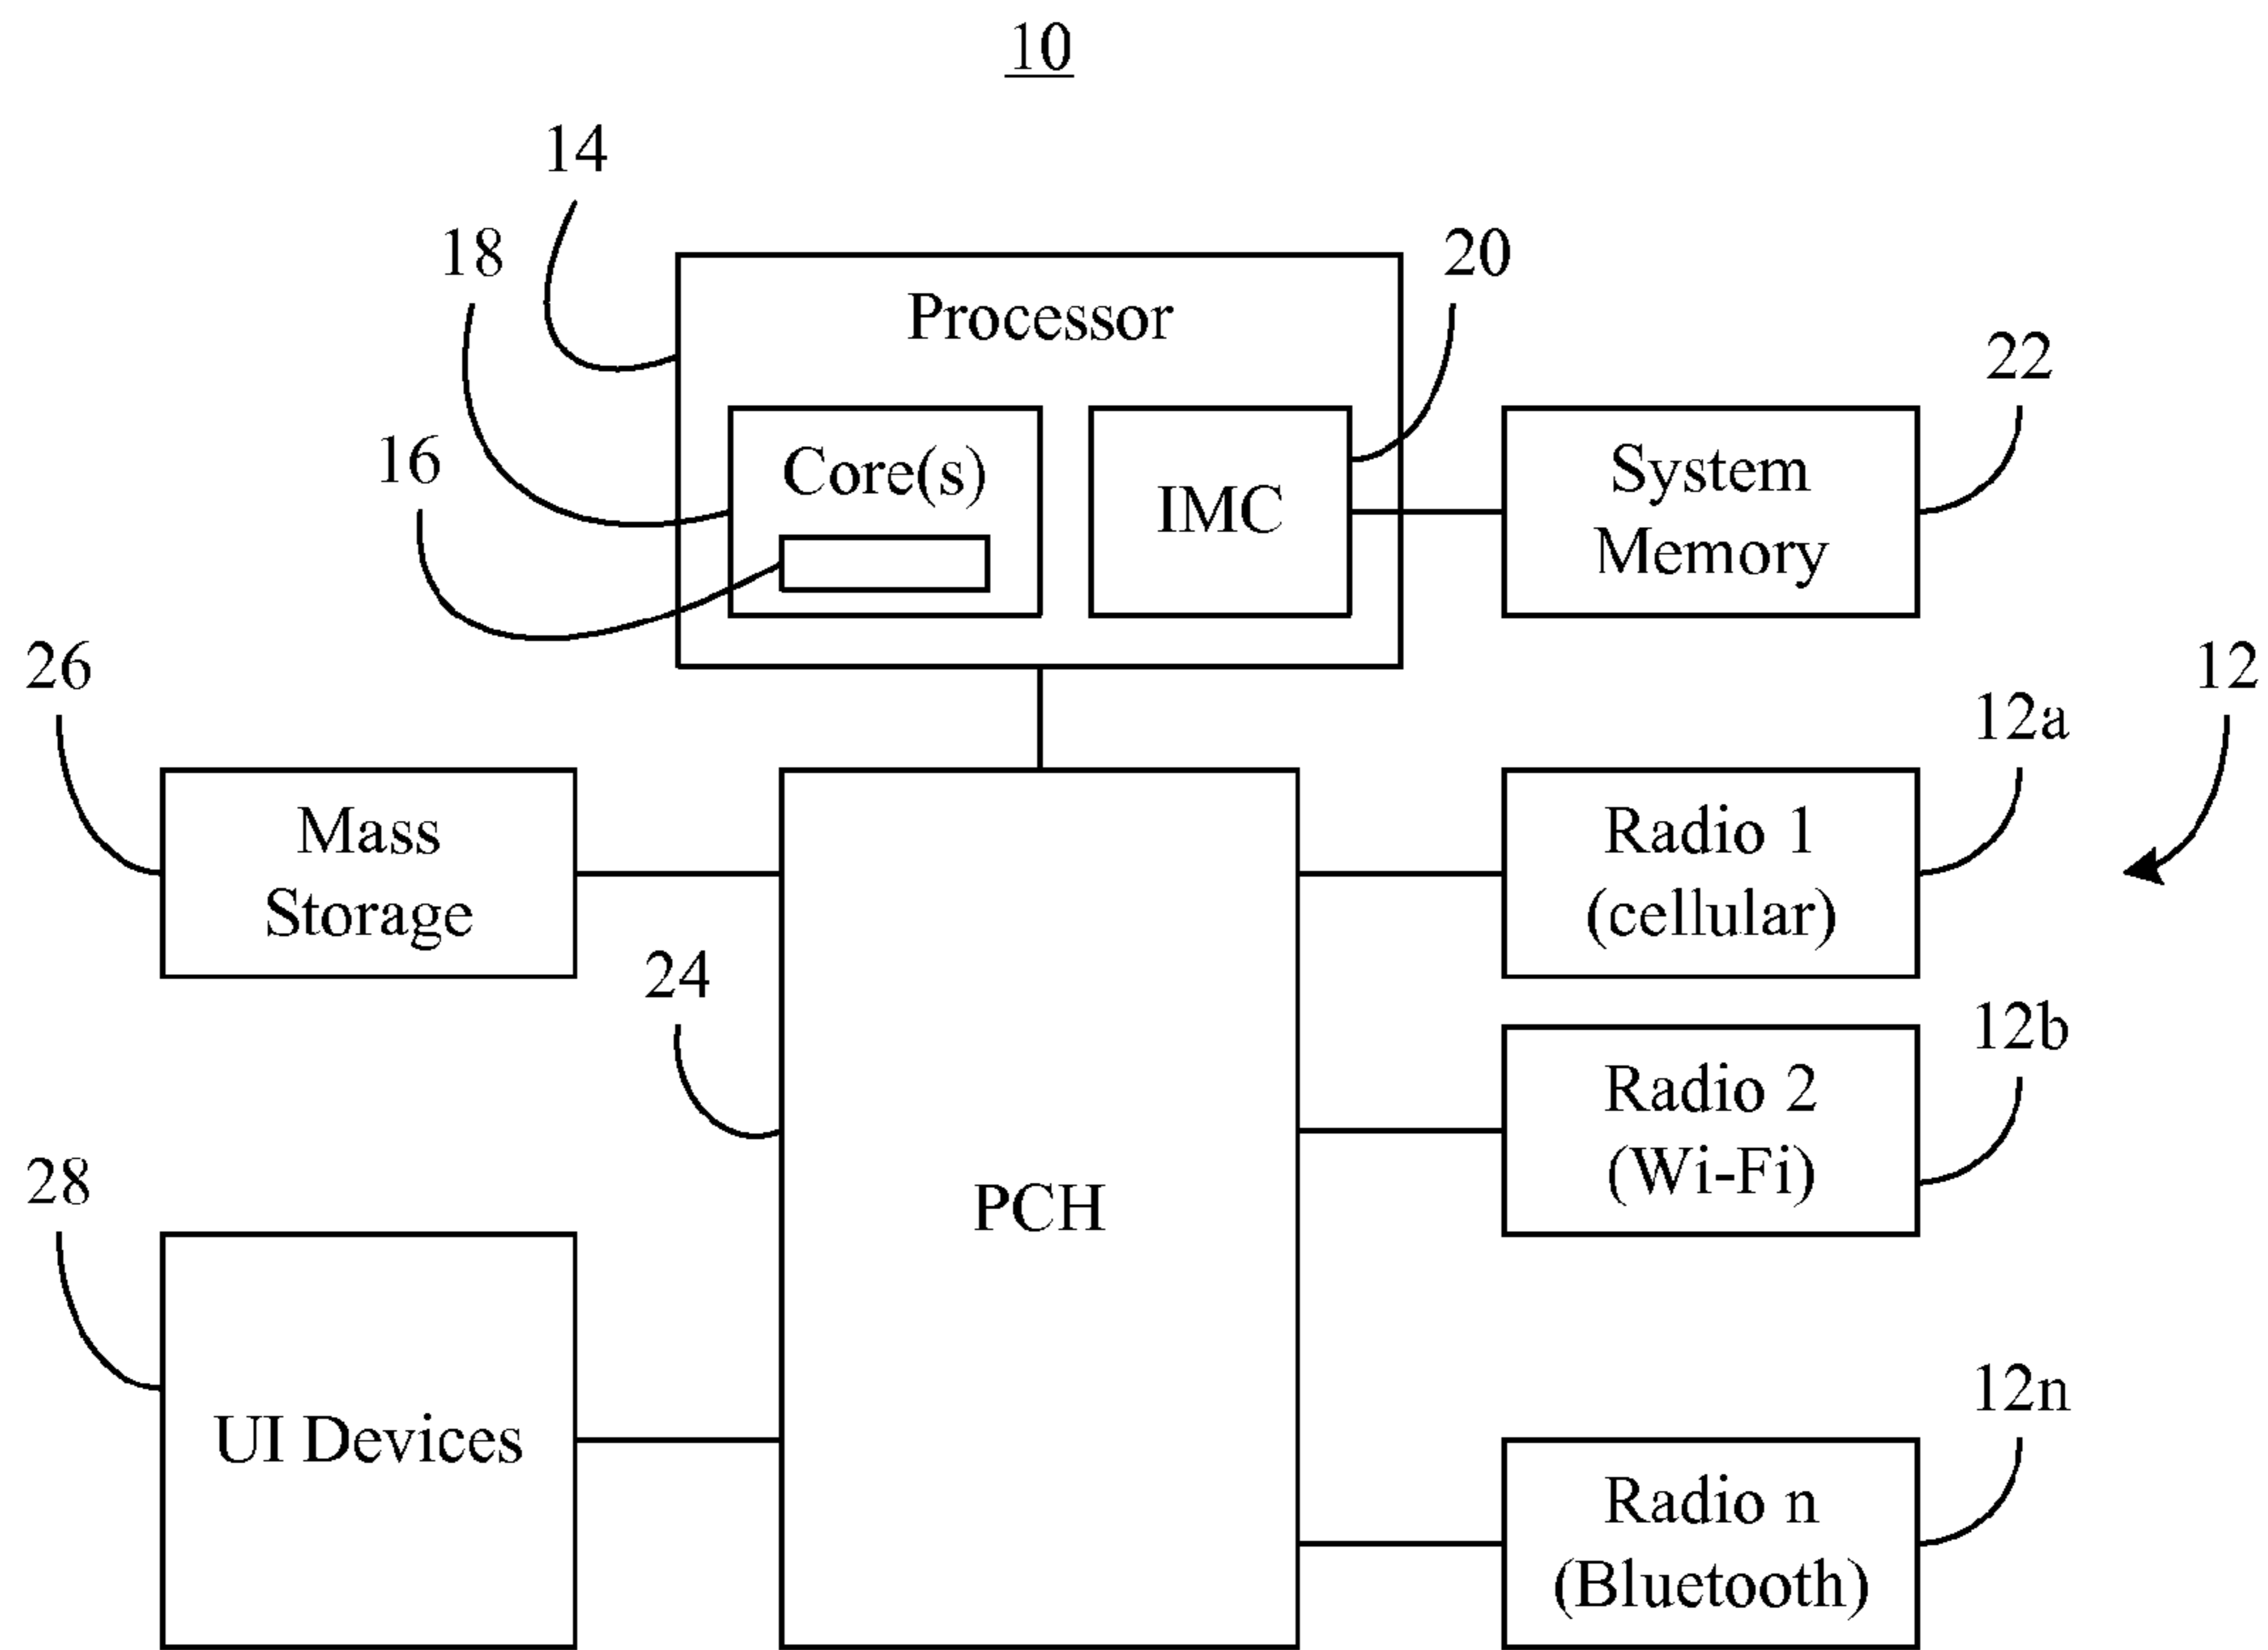 10
14
18
20
Processor
22
16
Core(s)
IMC
System
Memory
26
12
12a
Mass
Storage
Radio 1
(cellular)
24
12b
Radio 2
(Wi-Fi)
28
PCH
12n
UI Devices
Radio n
(Bluetooth)